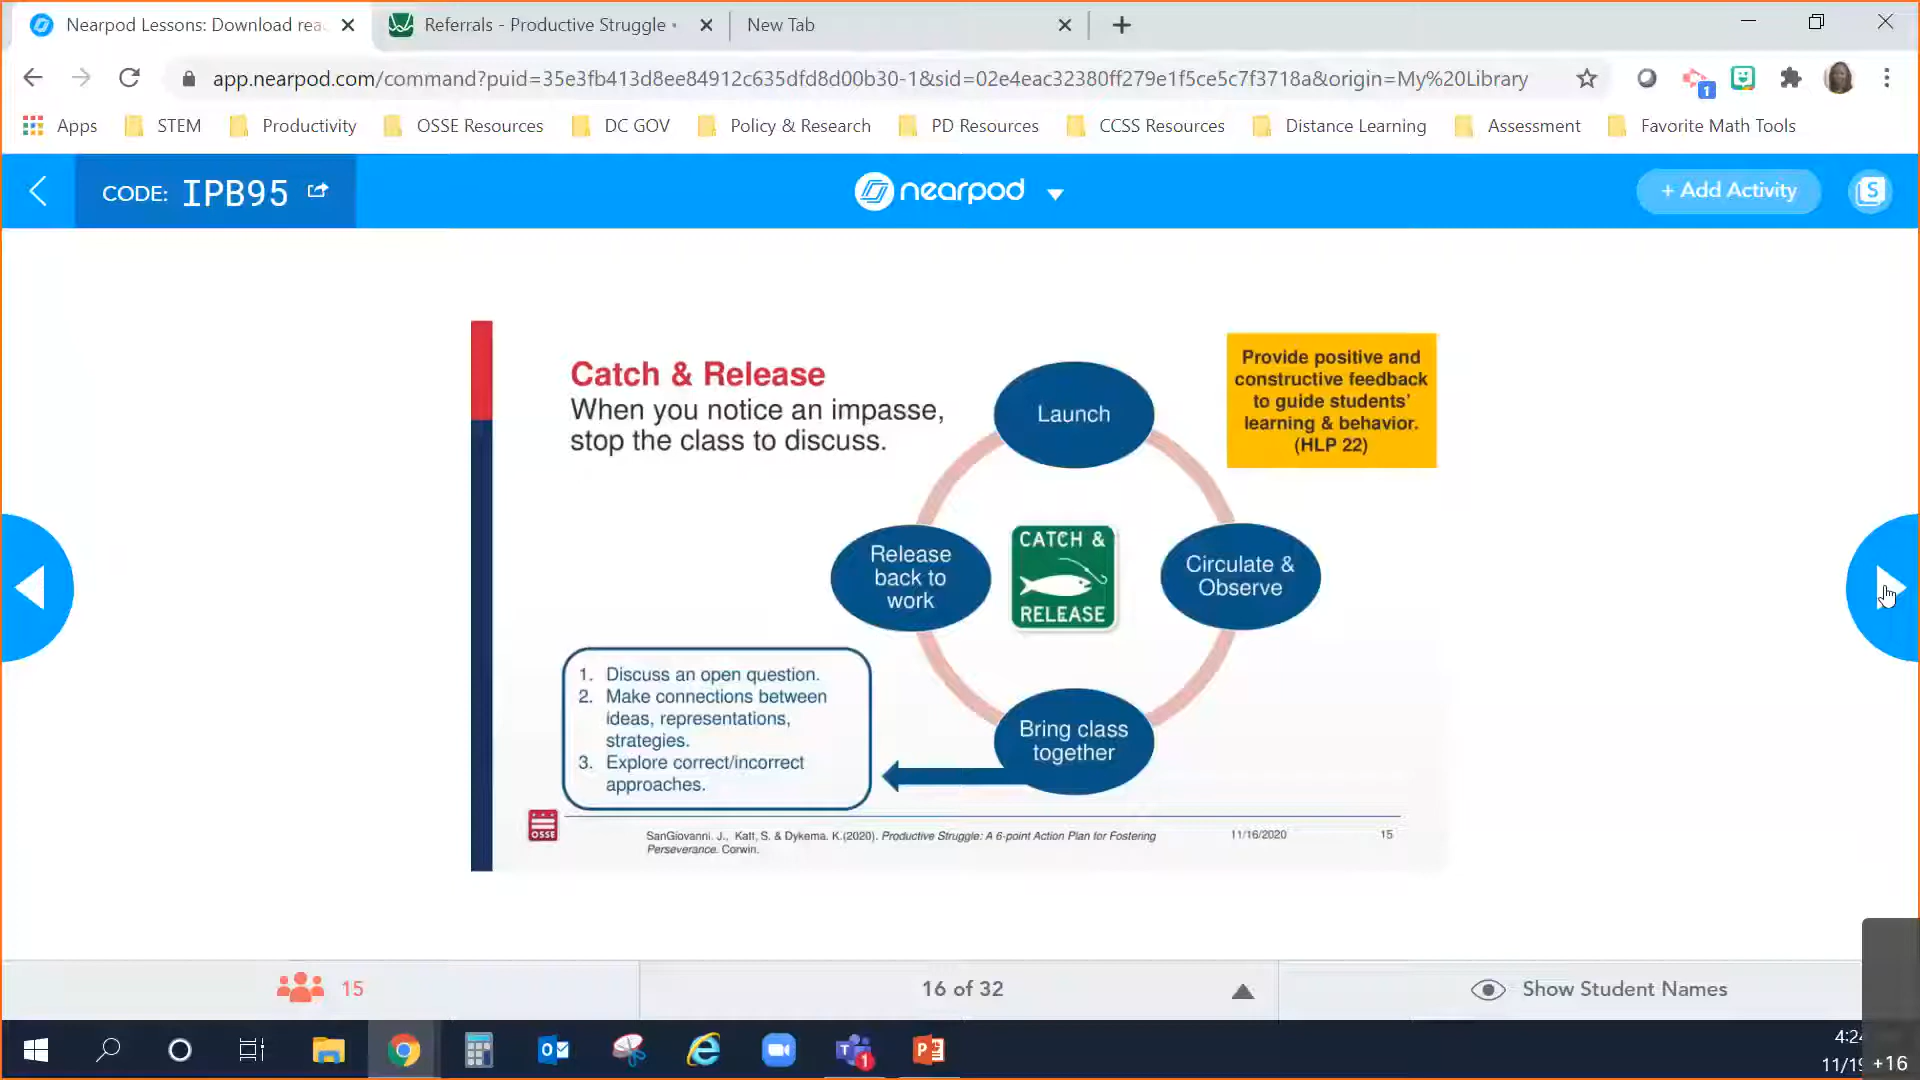 Nearpod Lessons: Download rea
Referrals - Productive Struggle
New Tab
app.nearpod.com/command?puid=35e3fb413d8ee84912c635dfd8d00b30-1&sid=02e4eac32380ff279e1f5ce5c7f3718a&origin=My%20Library
1
Apps
STEM
Productivity
OSSE Resources
DC GOV
Policy & Research
PD Resources
CCSS Resources
Distance Learning
Assessment
Favorite Math Tools
CODE: IPB95
nearpod
+ Add Activity
S
Catch & Release
When you notice an impasse,
stop the class to discuss.
Launch
Provide positive and
constructive feedback
to guide students'
learning & behavior.
(HLP 22)
Release
back to
work
CATCH &
RELEASE
Circulate &
Observe
Bring class
together
1. Discuss an open question.
2. Make connections between
ideas, representations,
strategies.
3. Explore correct/incorrect
approaches.
OSSE
SanGiovanni. J., Katt, S. & Dykema. K.(2020). Productive Struggle: A 6-point Action Plan for Fostering
Perseverance. Corwin.
11/16/2020
15
15
16 of 32
Show Student Names
1
4:24
11/19
+16